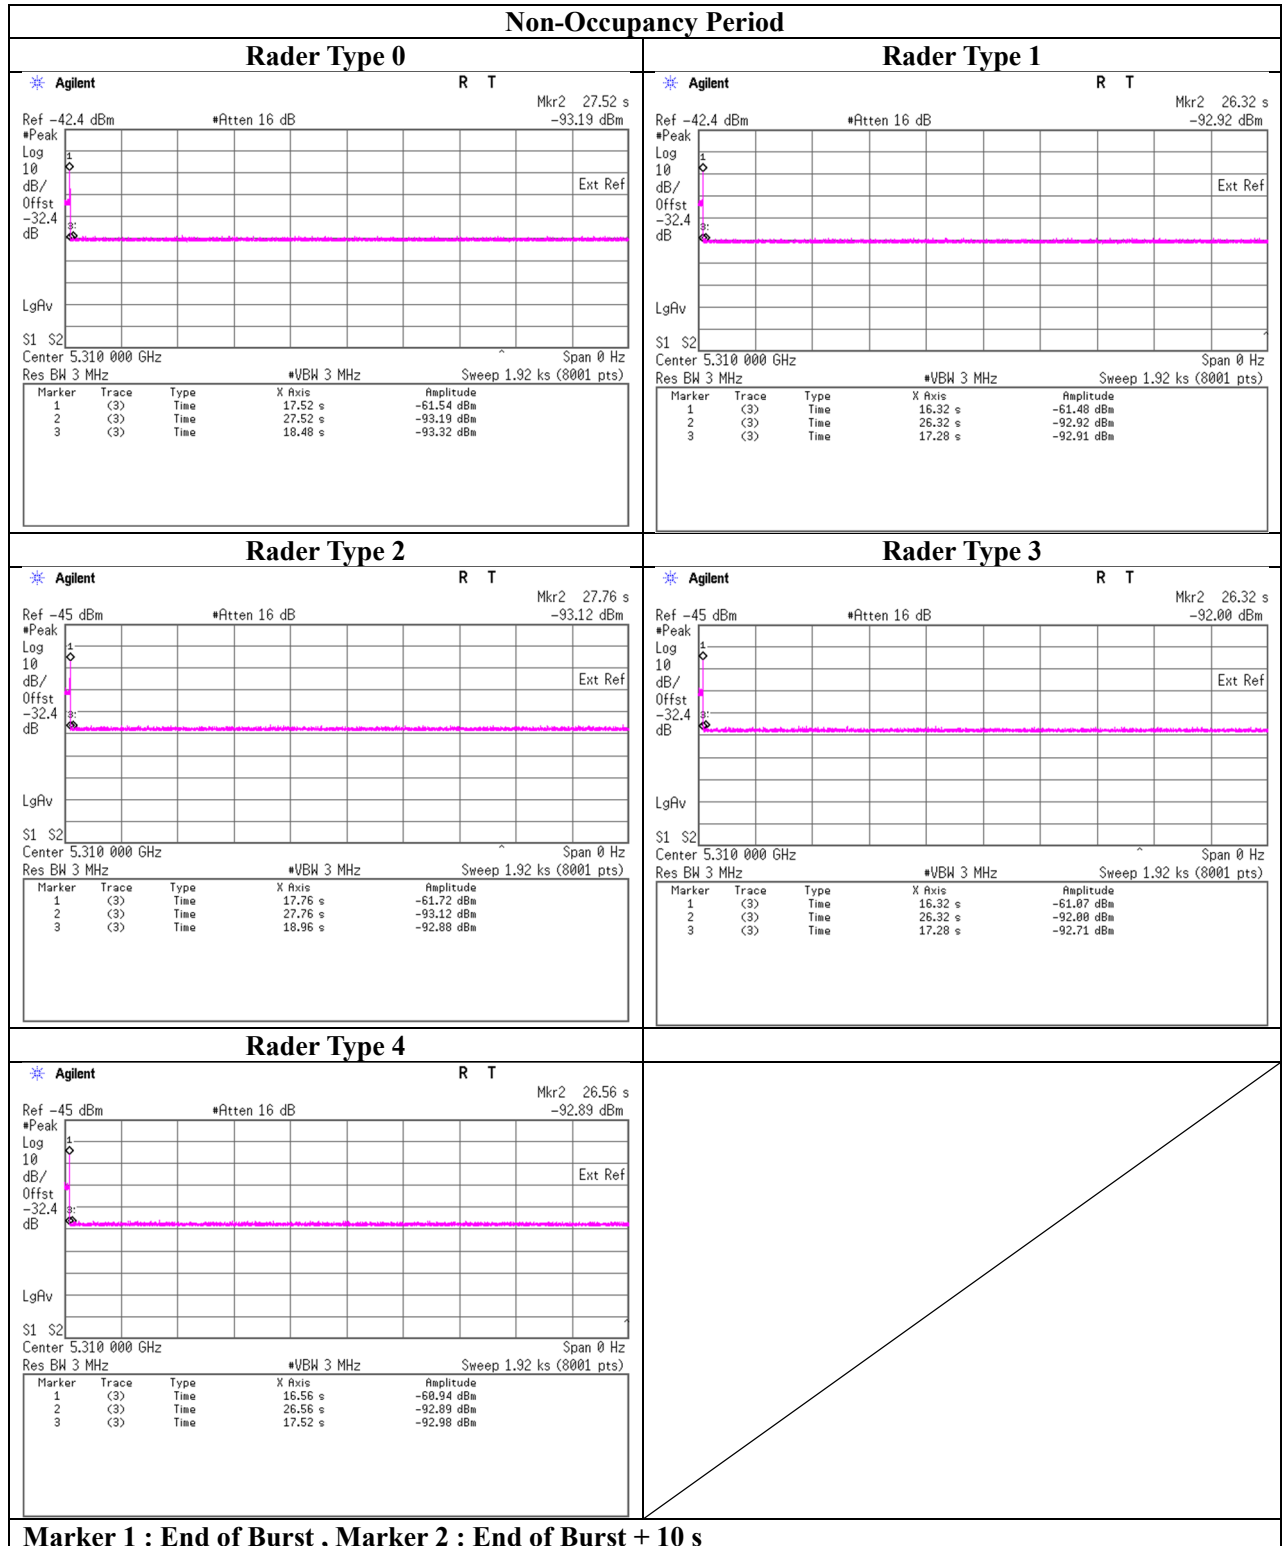 Non-Occupancy Period
Rader Type 0
Agilent R T
Mkr2 27.52 s
Ref -42.4 dBm #Atten 16 dB -93.19 dBm
#Peak
Log
10
dB/
Offst
-32.4
dB
1
3:
Ext Ref
LgAv
S1 S2
Center 5.310 000 GHz Span 0 Hz
Res BW 3 MHz #VBW 3 MHz Sweep 1.92 ks (8001 pts)
Marker Trace Type X Axis Amplitude
1 (3) Time 17.52 s -61.54 dBm
2 (3) Time 27.52 s -93.19 dBm
3 (3) Time 18.48 s -93.32 dBm
Rader Type 1
Agilent R T
Mkr2 26.32 s
Ref -42.4 dBm #Atten 16 dB -92.92 dBm
#Peak
Log
10
dB/
Offst
-32.4
dB
1
3:
Ext Ref
LgAv
S1 S2
Center 5.310 000 GHz Span 0 Hz
Res BW 3 MHz #VBW 3 MHz Sweep 1.92 ks (8001 pts)
Marker Trace Type X Axis Amplitude
1 (3) Time 16.32 s -61.48 dBm
2 (3) Time 26.32 s -92.92 dBm
3 (3) Time 17.28 s -92.91 dBm
Rader Type 2
Agilent R T
Mkr2 27.76 s
Ref -45 dBm #Atten 16 dB -93.12 dBm
#Peak
Log
10
dB/
Offst
-32.4
dB
1
3:
Ext Ref
LgAv
S1 S2
Center 5.310 000 GHz Span 0 Hz
Res BW 3 MHz #VBW 3 MHz Sweep 1.92 ks (8001 pts)
Marker Trace Type X Axis Amplitude
1 (3) Time 17.76 s -61.72 dBm
2 (3) Time 27.76 s -93.12 dBm
3 (3) Time 18.96 s -92.88 dBm
Rader Type 3
Agilent R T
Mkr2 26.32 s
Ref -45 dBm #Atten 16 dB -92.00 dBm
#Peak
Log
10
dB/
Offst
-32.4
dB
1
3:
Ext Ref
LgAv
S1 S2
Center 5.310 000 GHz Span 0 Hz
Res BW 3 MHz #VBW 3 MHz Sweep 1.92 ks (8001 pts)
Marker Trace Type X Axis Amplitude
1 (3) Time 16.32 s -61.07 dBm
2 (3) Time 26.32 s -92.00 dBm
3 (3) Time 17.28 s -92.71 dBm
Rader Type 4
Agilent R T
Mkr2 26.56 s
Ref -45 dBm #Atten 16 dB -92.89 dBm
#Peak
Log
10
dB/
Offst
-32.4
dB
1
3:
Ext Ref
LgAv
S1 S2
Center 5.310 000 GHz Span 0 Hz
Res BW 3 MHz #VBW 3 MHz Sweep 1.92 ks (8001 pts)
Marker Trace Type X Axis Amplitude
1 (3) Time 16.56 s -60.94 dBm
2 (3) Time 26.56 s -92.89 dBm
3 (3) Time 17.52 s -92.98 dBm
Marker 1 : End of Burst , Marker 2 : End of Burst + 10 s